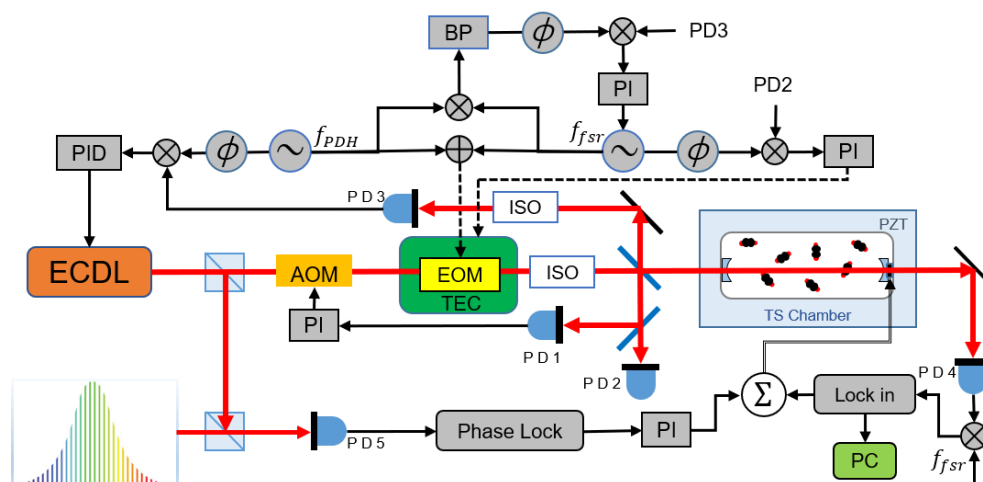 BP
ϕ
PD3
PI
PD2
f_PDH
f_fsr
PID
ϕ
~
~
ϕ
PI
PD3
ISO
PZT
ECDL
AOM
EOM
ISO
TEC
TS Chamber
PI
PD1
PD2
PD4
Σ
Lock in
PD5
Phase Lock
PI
PC
f_fsr